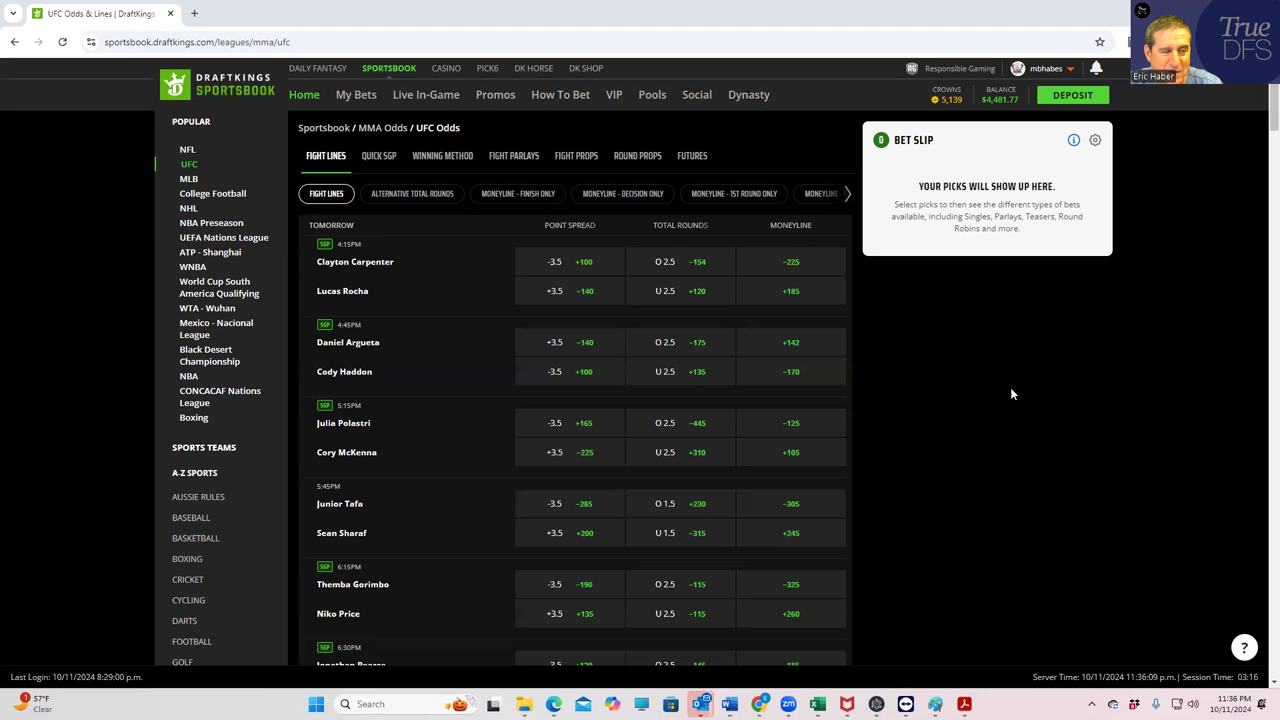 UFC Odds & Lines | DraftKings
sportsbook.draftkings.com/leagues/mma/ufc
True
DFS
Eric Haber
DRAFTKINGS
SPORTSBOOK
DAILY FANTASY
SPORTSBOOK
CASINO
PICK6
DK HORSE
DK SHOP
Responsible Gaming
mbhabes
Home
My Bets
Live In-Game
Promos
How To Bet
VIP
Pools
Social
Dynasty
CROWNS
5,139
BALANCE
$4,481.77
DEPOSIT
POPULAR
NFL
UFC
MLB
College Football
NHL
NBA Preseason
UEFA Nations League
ATP - Shanghai
WNBA
World Cup South
America Qualifying
WTA - Wuhan
Mexico - Nacional
League
Black Desert
Championship
NBA
CONCACAF Nations
League
Boxing
SPORTS TEAMS
A-Z SPORTS
AUSSIE RULES
BASEBALL
BASKETBALL
BOXING
CRICKET
CYCLING
DARTS
FOOTBALL
GOLF
Sportsbook / MMA Odds / UFC Odds
FIGHT LINES
QUICK SGP
WINNING METHOD
FIGHT PARLAYS
FIGHT PROPS
ROUND PROPS
FUTURES
FIGHT LINES
ALTERNATIVE TOTAL ROUNDS
MONEYLINE - FINISH ONLY
MONEYLINE - DECISION ONLY
MONEYLINE - 1ST ROUND ONLY
MONEYLINE
TOMORROW POINT SPREAD TOTAL ROUNDS MONEYLINE
SGP 4:15PM
Clayton Carpenter -3.5 +100 O 2.5 −154 −225
Lucas Rocha +3.5 −140 U 2.5 +120 +185
SGP 4:45PM
Daniel Argueta +3.5 −140 O 2.5 −175 +142
Cody Haddon -3.5 +100 U 2.5 +135 −170
SGP 5:15PM
Julia Polastri -3.5 +165 O 2.5 −445 −125
Cory McKenna +3.5 −225 U 2.5 +310 +105
5:45PM
Junior Tafa -3.5 −285 O 1.5 +230 −305
Sean Sharaf +3.5 +200 U 1.5 −315 +245
SGP 6:15PM
Themba Gorimbo -3.5 −190 O 2.5 −115 −325
Niko Price +3.5 +135 U 2.5 −115 +260
SGP 6:30PM
Jonathan Pearce
0 BET SLIP
YOUR PICKS WILL SHOW UP HERE.
Select picks to then see the different types of bets
available, including Singles, Parlays, Teasers, Round
Robins and more.
?
Last Login: 10/11/2024 8:29:00 p.m.
Server Time: 10/11/2024 11:36:09 p.m.| Session Time: 03:16
57°F
Clear
Search
11:36 PM
10/11/2024